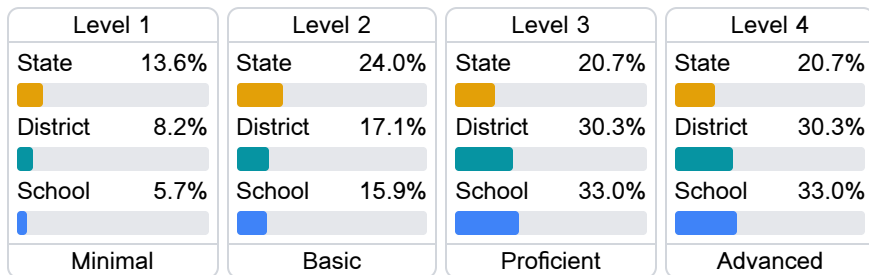 Level 1
State 13.6%
District 8.2%
School 5.7%
Minimal
Level 2
State 24.0%
District 17.1%
School 15.9%
Basic
Level 3
State 20.7%
District 30.3%
School 33.0%
Proficient
Level 4
State 20.7%
District 30.3%
School 33.0%
Advanced